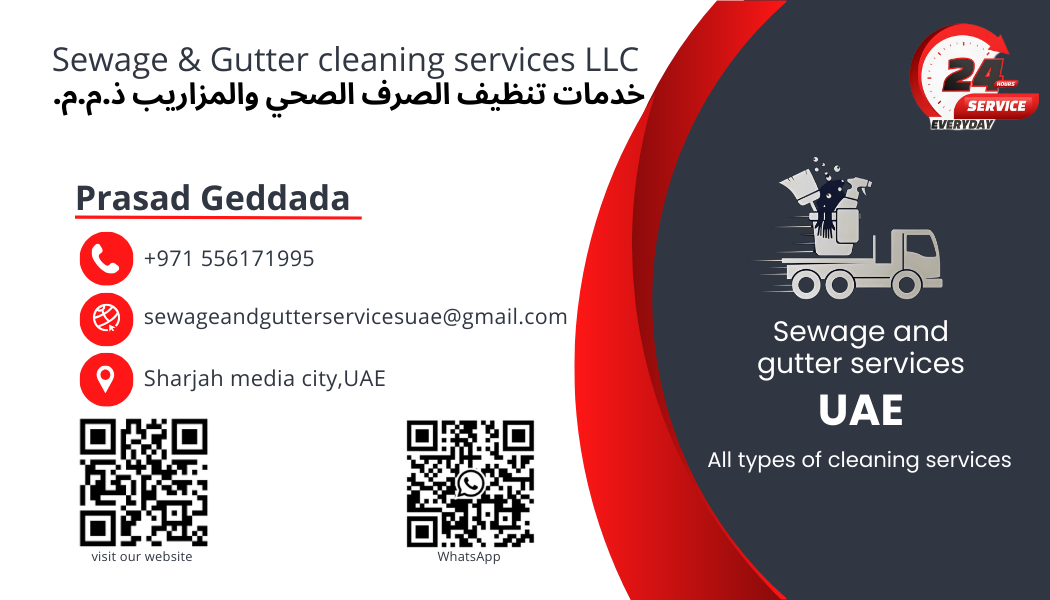 Sewage & Gutter cleaning services LLC
خدمات تنظيف الصرف الصحي والمزاريب ذ.م.م.
Prasad Geddada
+971 556171995
sewageandgutterservicesuae@gmail.com
Sharjah media city,UAE
visit our website
WhatsApp
24
HOURS
SERVICE
EVERYDAY
Sewage and
gutter services
UAE
All types of cleaning services